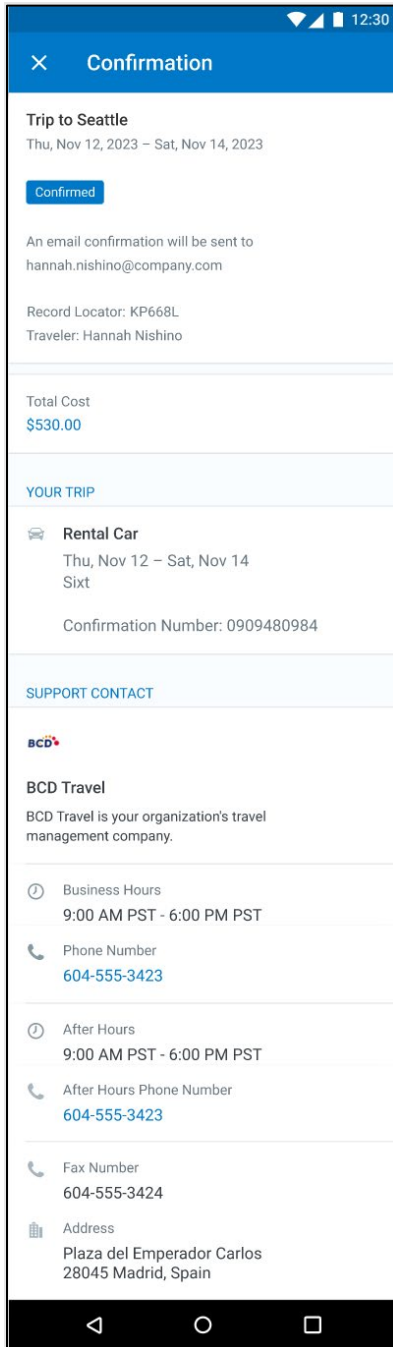 12:30
Confirmation
Trip to Seattle
Thu, Nov 12, 2023 – Sat, Nov 14, 2023
Confirmed
An email confirmation will be sent to
hannah.nishino@company.com
Record Locator: KP668L
Traveler: Hannah Nishino
Total Cost
$530.00
YOUR TRIP
Rental Car
Thu, Nov 12 – Sat, Nov 14
Sixt
Confirmation Number: 0909480984
SUPPORT CONTACT
BCD
BCD Travel
BCD Travel is your organization's travel
management company.
Business Hours
9:00 AM PST - 6:00 PM PST
Phone Number
604-555-3423
After Hours
9:00 AM PST - 6:00 PM PST
After Hours Phone Number
604-555-3423
Fax Number
604-555-3424
Address
Plaza del Emperador Carlos
28045 Madrid, Spain